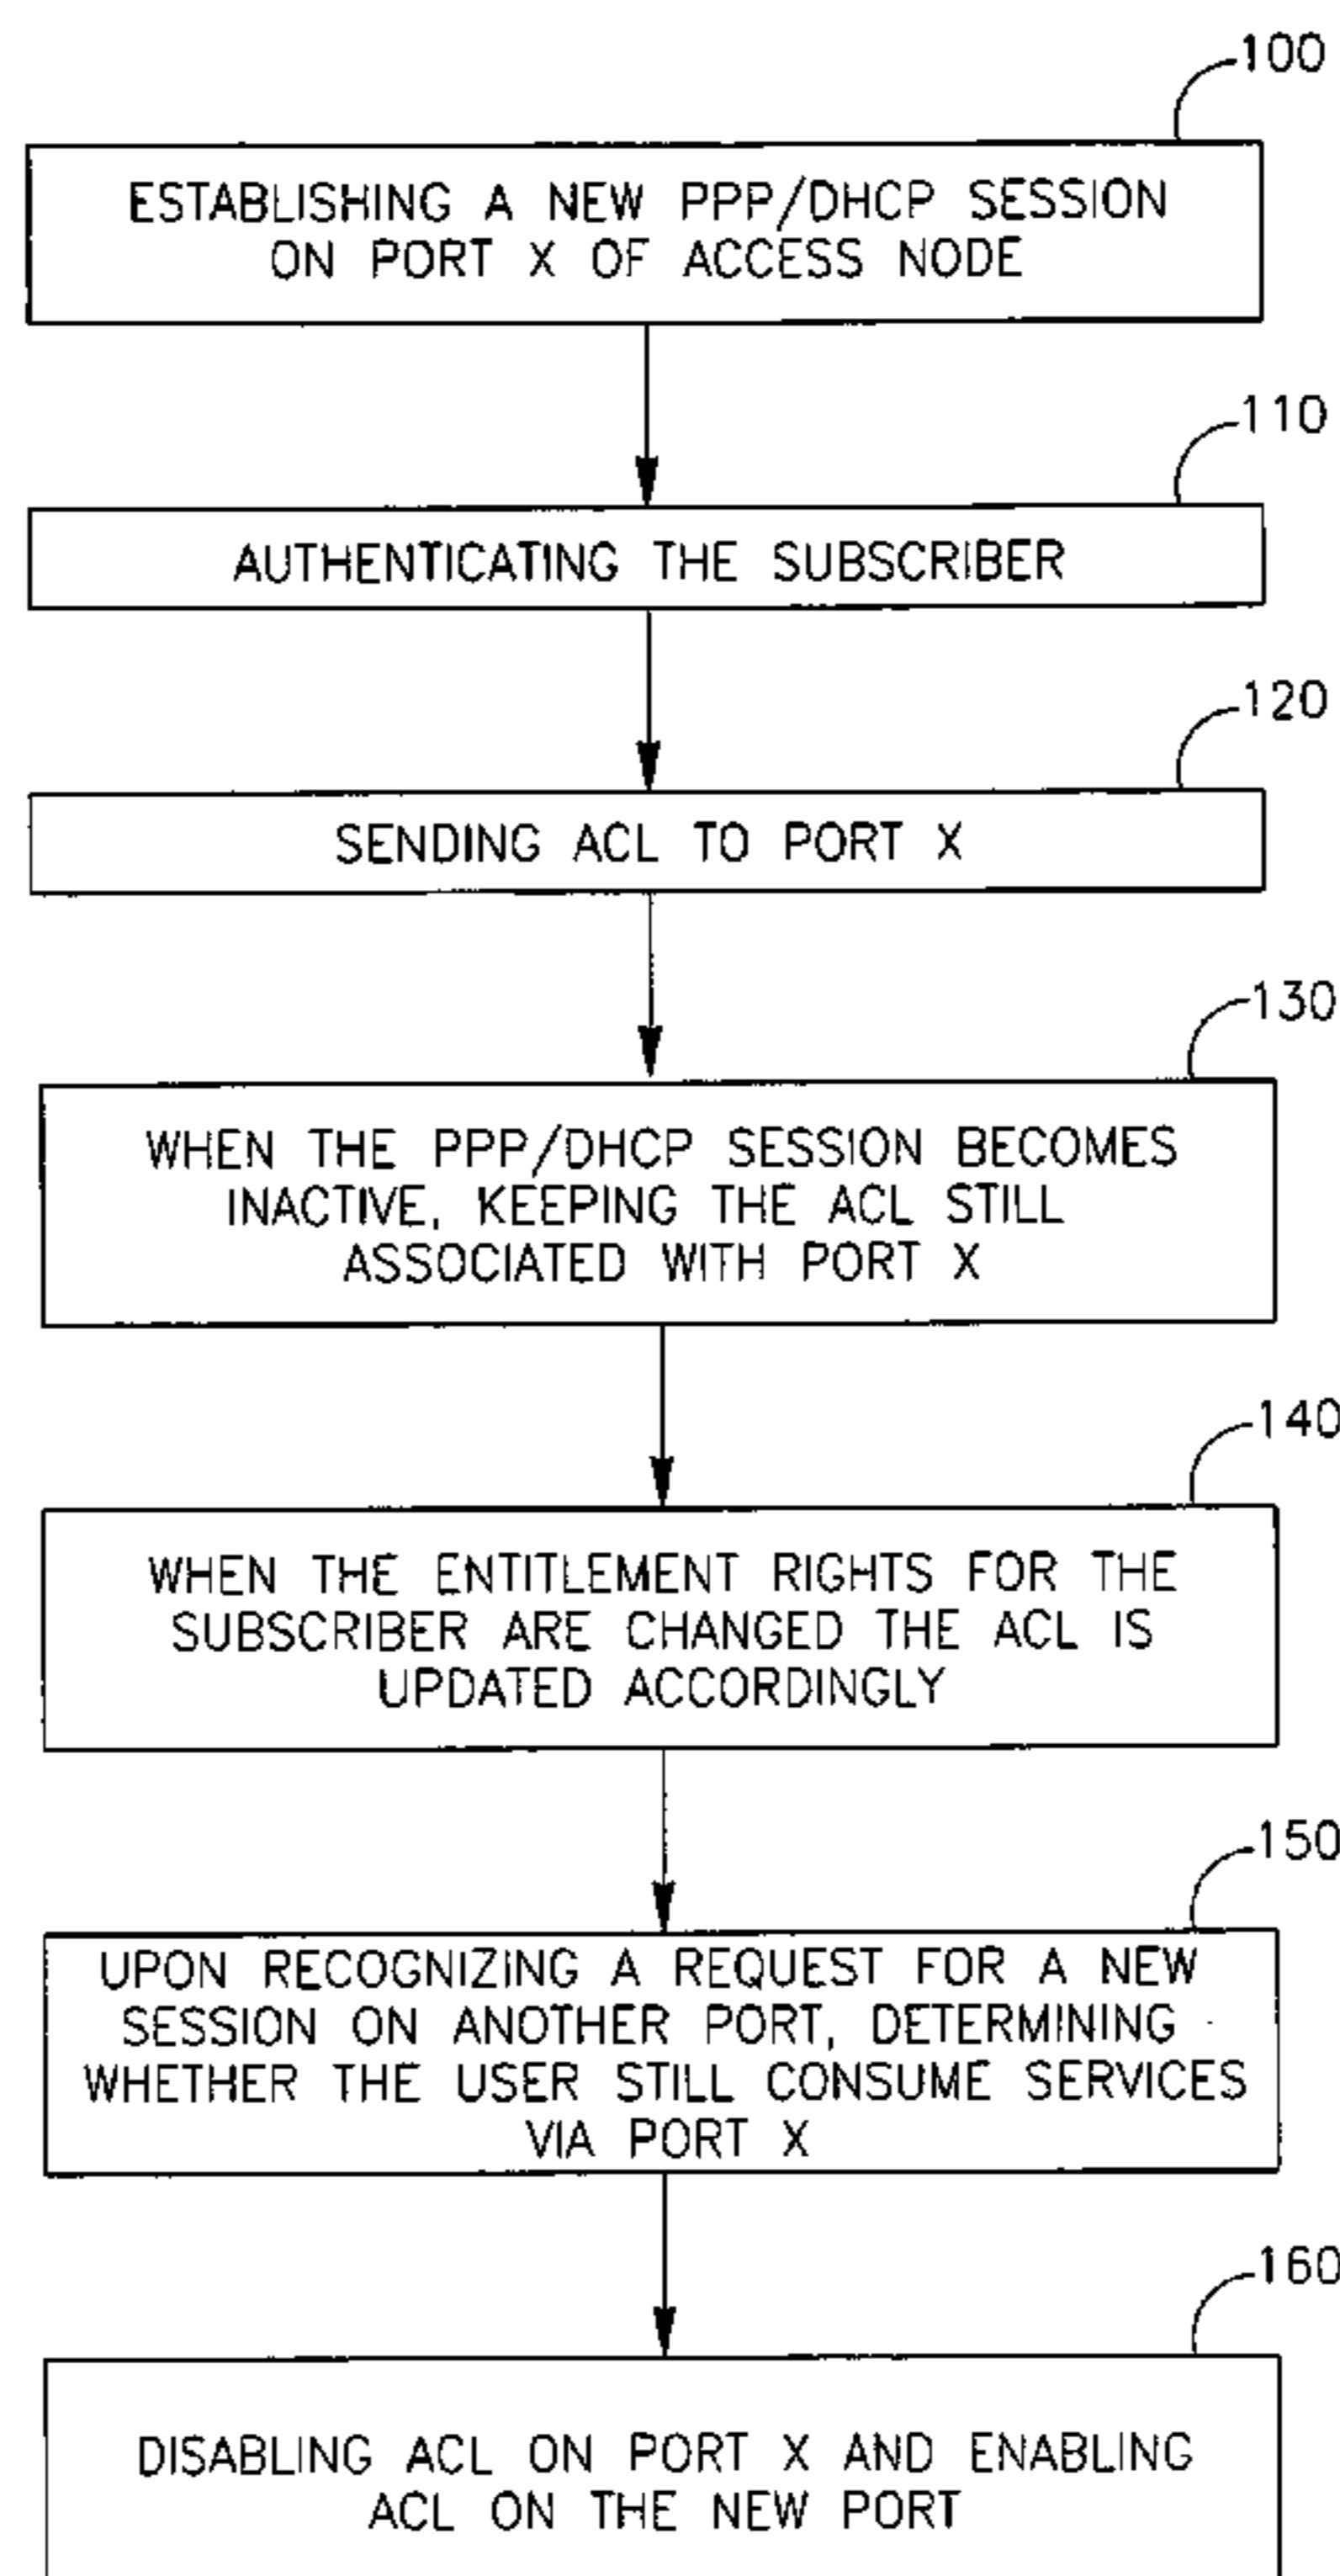 100
ESTABLISHING A NEW PPP/DHCP SESSION
ON PORT X OF ACCESS NODE
110
AUTHENTICATING THE SUBSCRIBER
120
SENDING ACL TO PORT X
130
WHEN THE PPP/DHCP SESSION BECOMES
INACTIVE, KEEPING THE ACL STILL
ASSOCIATED WITH PORT X
140
WHEN THE ENTITLEMENT RIGHTS FOR THE
SUBSCRIBER ARE CHANGED THE ACL IS
UPDATED ACCORDINGLY
150
UPON RECOGNIZING A REQUEST FOR A NEW
SESSION ON ANOTHER PORT, DETERMINING
WHETHER THE USER STILL CONSUME SERVICES
VIA PORT X
160
DISABLING ACL ON PORT X AND ENABLING
ACL ON THE NEW PORT